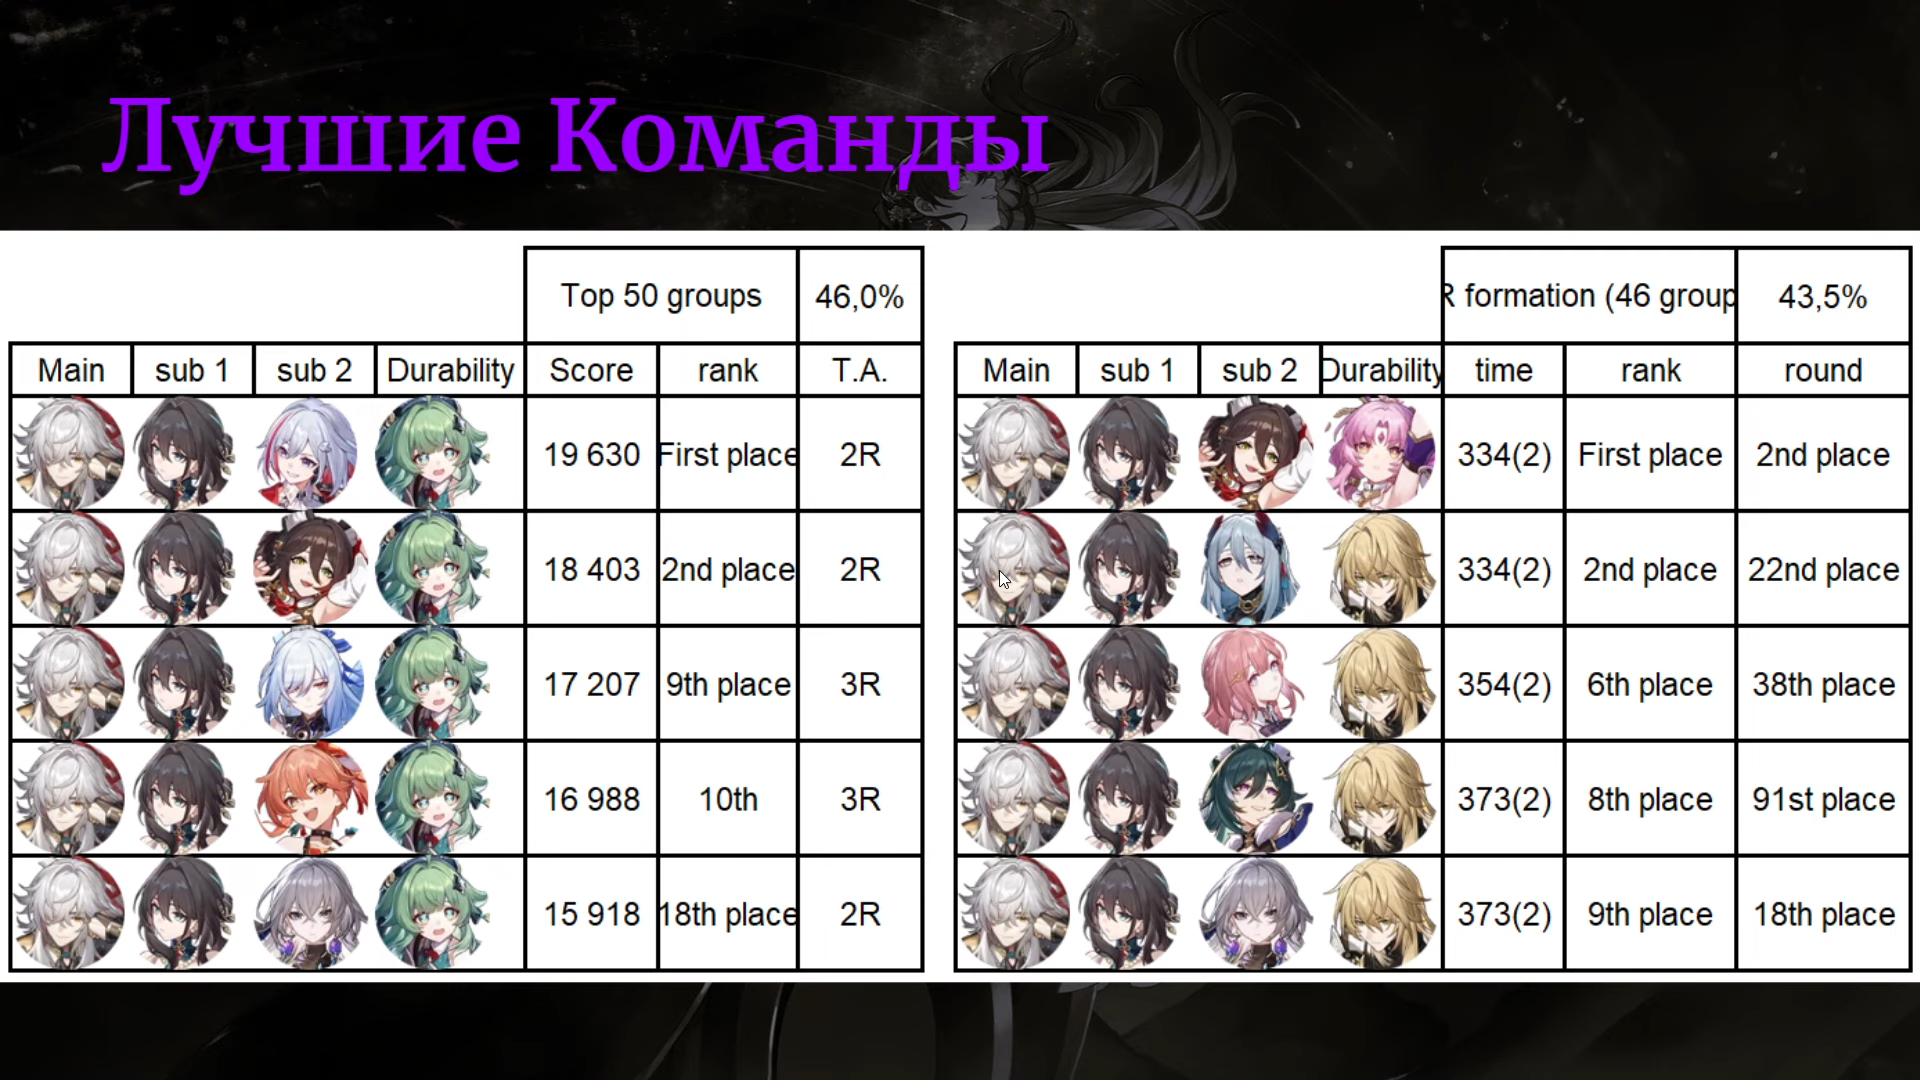 Лучшие Команды
Top 50 groups 46,0%
Main sub 1 sub 2 Durability Score rank T.A.
19 630 First place 2R
18 403 2nd place 2R
17 207 9th place 3R
16 988 10th 3R
15 918 18th place 2R
R formation (46 group 43,5%
Main sub 1 sub 2 Durability time rank round
334(2) First place 2nd place
334(2) 2nd place 22nd place
354(2) 6th place 38th place
373(2) 8th place 91st place
373(2) 9th place 18th place